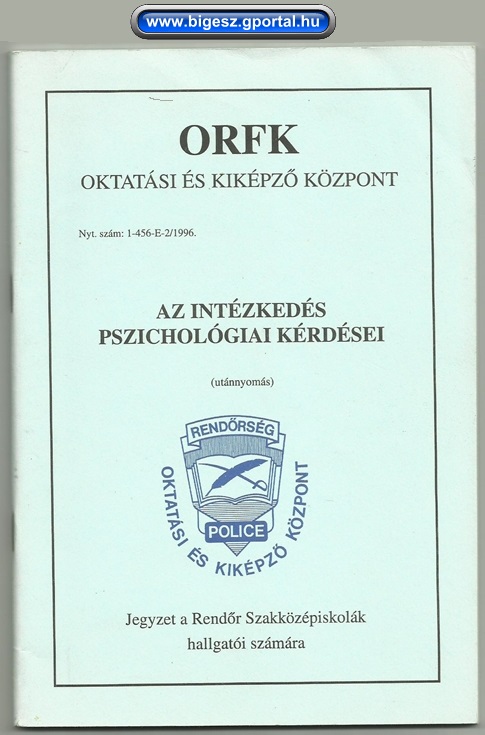 www.bigesz.gportal.hu
ORFK
OKTATÁSI ÉS KIKÉPZŐ KÖZPONT
Nyt. szám: 1-456-E-2/1996.
AZ INTÉZKEDÉS
PSZICHOLÓGIAI KÉRDÉSEI
(utánnyomás)
RENDŐRSÉG
POLICE
OKTATÁSI ÉS KIKÉPZŐ KÖZPONT
Jegyzet a Rendőr Szakközépiskolák
hallgatói számára